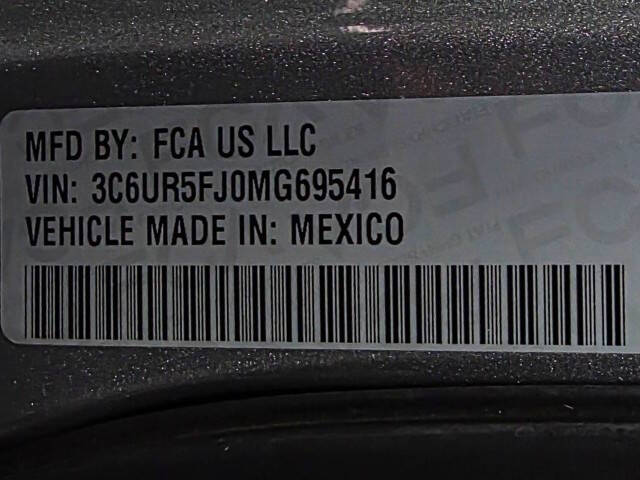 MFD BY: FCA US LLC
VIN: 3C6UR5FJ0MG695416
VEHICLE MADE IN: MEXICO